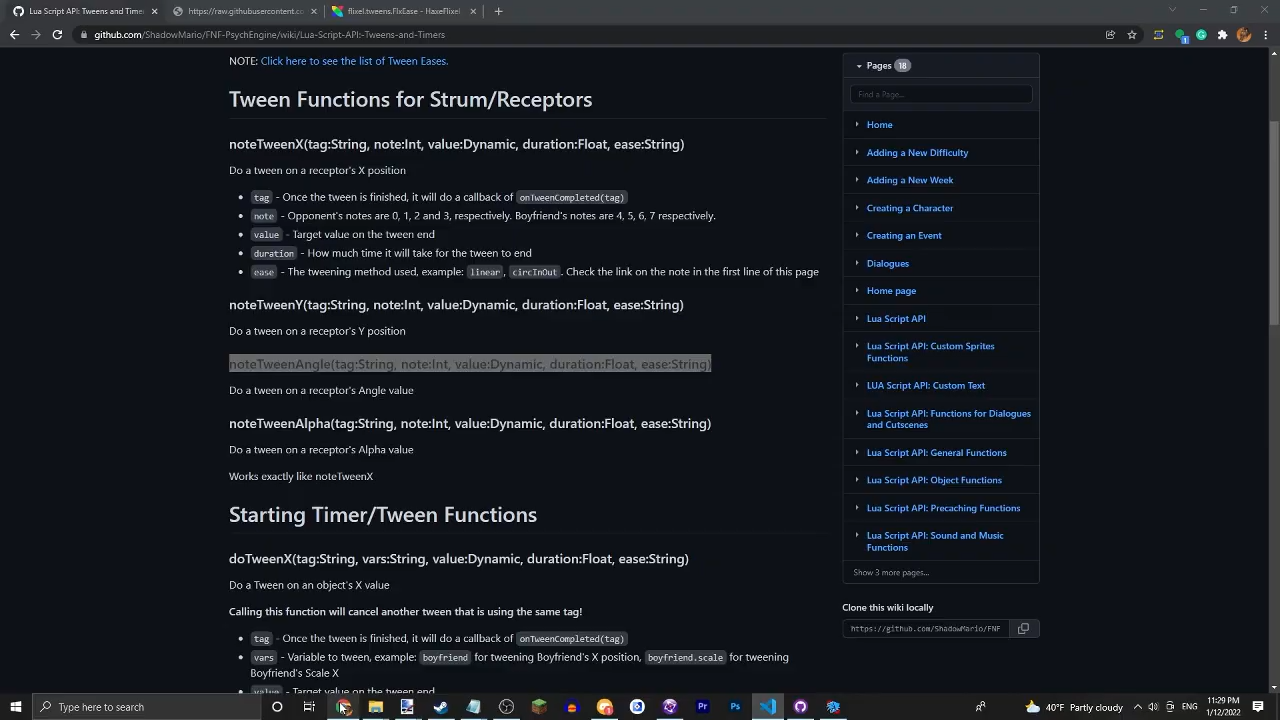 Lua Script API: Tweens and Timer
https://raw.githubusercontent.co
flixel.tweens.FlxEase - HaxeFlixel
github.com/ShadowMario/FNF-PsychEngine/wiki/Lua-Script-API:-Tweens-and-Timers
NOTE: Click here to see the list of Tween Eases.
Tween Functions for Strum/Receptors
noteTweenX(tag:String, note:Int, value:Dynamic, duration:Float, ease:String)
Do a tween on a receptor's X position
tag - Once the tween is finished, it will do a callback of onTweenCompleted(tag)
note - Opponent's notes are 0, 1, 2 and 3, respectively. Boyfriend's notes are 4, 5, 6, 7 respectively.
value - Target value on the tween end
duration - How much time it will take for the tween to end
ease - The tweening method used, example: linear, circInOut. Check the link on the note in the first line of this page
noteTweenY(tag:String, note:Int, value:Dynamic, duration:Float, ease:String)
Do a tween on a receptor's Y position
noteTweenAngle(tag:String, note:Int, value:Dynamic, duration:Float, ease:String)
Do a tween on a receptor's Angle value
noteTweenAlpha(tag:String, note:Int, value:Dynamic, duration:Float, ease:String)
Do a tween on a receptor's Alpha value
Works exactly like noteTweenX
Starting Timer/Tween Functions
doTweenX(tag:String, vars:String, value:Dynamic, duration:Float, ease:String)
Do a Tween on an object's X value
Calling this function will cancel another tween that is using the same tag!
tag - Once the tween is finished, it will do a callback of onTweenCompleted(tag)
vars - Variable to tween, example: boyfriend for tweening Boyfriend's X position, boyfriend.scale for tweening
Boyfriend's Scale X
value - Target value on the tween end
Pages 18
Find a Page...
Home
Adding a New Difficulty
Adding a New Week
Creating a Character
Creating an Event
Dialogues
Home page
Lua Script API
Lua Script API: Custom Sprites
Functions
LUA Script API: Custom Text
Lua Script API: Functions for Dialogues
and Cutscenes
Lua Script API: General Functions
Lua Script API: Object Functions
Lua Script API: Precaching Functions
Lua Script API: Sound and Music
Functions
Show 3 more pages...
Clone this wiki locally
https://github.com/ShadowMario/FNF
Type here to search
Pr
Ps
40°F Partly cloudy
ENG
11:29 PM
1/12/2022